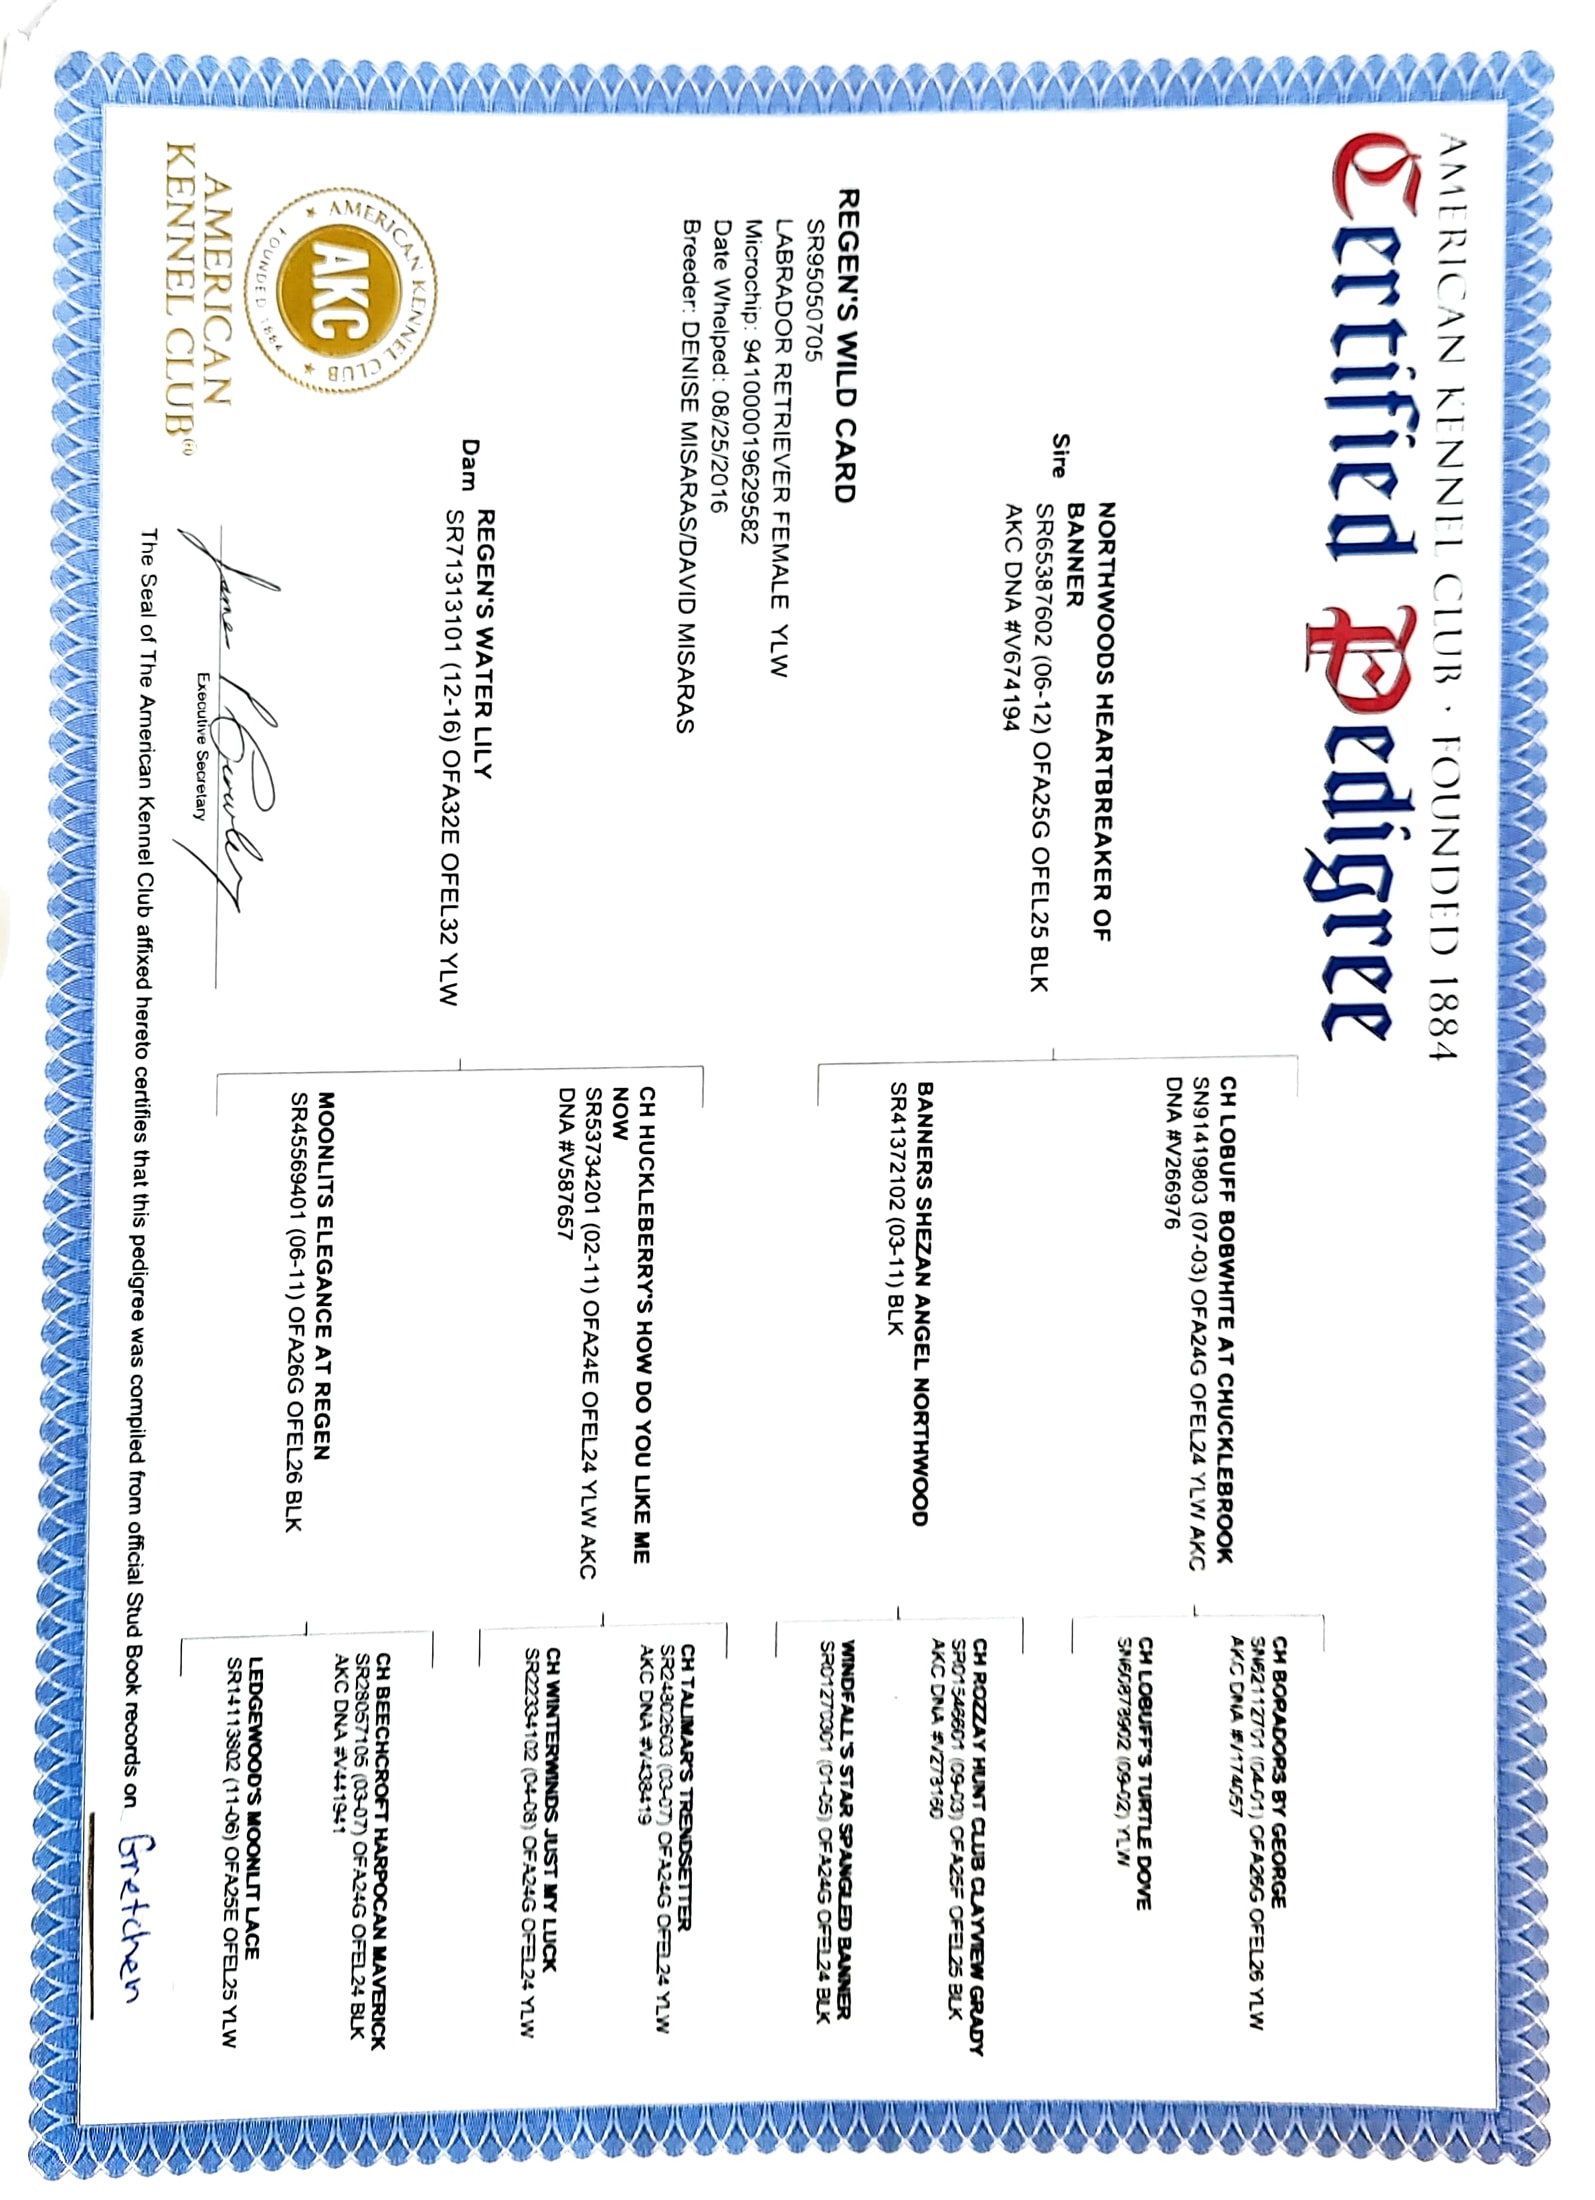 AMERICAN KENNEL CLUB · FOUNDED 1884
Certified Pedigree
CH BORADORS BY GEORGE
SN62112701 (04-01) OFA26G OFEL26 YLW
AKC DNA #V174057
CH LOBUFF BOBWHITE AT CHUCKLEBROOK
SN91419803 (07-03) OFA24G OFEL24 YLW AKC
DNA #V266976
CH LOBUFF'S TURTLE DOVE
SN60873902 (09-02) YLW
NORTHWOODS HEARTBREAKER OF
BANNER
Sire
SR65387602 (06-12) OFA25G OFEL25 BLK
AKC DNA #V674194
CH ROZZAY HUNT CLUB CLAYVIEW GRADY
SR01546601 (09-03) OFA25F OFEL25 BLK
AKC DNA #V273160
BANNERS SHEZAN ANGEL NORTHWOOD
SR41372102 (03-11) BLK
WINDFALL'S STAR SPANGLED BANNER
SR01270301 (01-05) OFA24G OFEL24 BLK
REGEN'S WILD CARD
SR95050705
LABRADOR RETRIEVER FEMALE YLW
Microchip: 941000019629582
Date Whelped: 08/25/2016
Breeder: DENISE MISARAS/DAVID MISARAS
CH TALIMAR'S TRENDSETTER
SR24802603 (03-07) OFA24G OFEL24 YLW
AKC DNA #V438419
CH HUCKLEBERRY'S HOW DO YOU LIKE ME
NOW
SR53734201 (02-11) OFA24E OFEL24 YLW AKC
DNA #V587657
CH WINTERWINDS JUST MY LUCK
SR22334102 (04-08) OFA24G OFEL24 YLW
Dam
REGEN'S WATER LILY
SR71313101 (12-16) OFA32E OFEL32 YLW
CH BEECHCROFT HARPOCAN MAVERICK
SR28057105 (03-07) OFA24G OFEL24 BLK
AKC DNA #V441941
MOONLITS ELEGANCE AT REGEN
SR45569401 (06-11) OFA26G OFEL26 BLK
LEDGEWOOD'S MOONLIT LACE
SR14113802 (11-06) OFA25E OFEL25 YLW
AMERICAN KENNEL CLUB
AKC
FOUNDED 1884
AMERICAN
KENNEL CLUB®
James P Crowley
Executive Secretary
The Seal of The American Kennel Club affixed hereto certifies that this pedigree was compiled from official Stud Book records on Gretchen